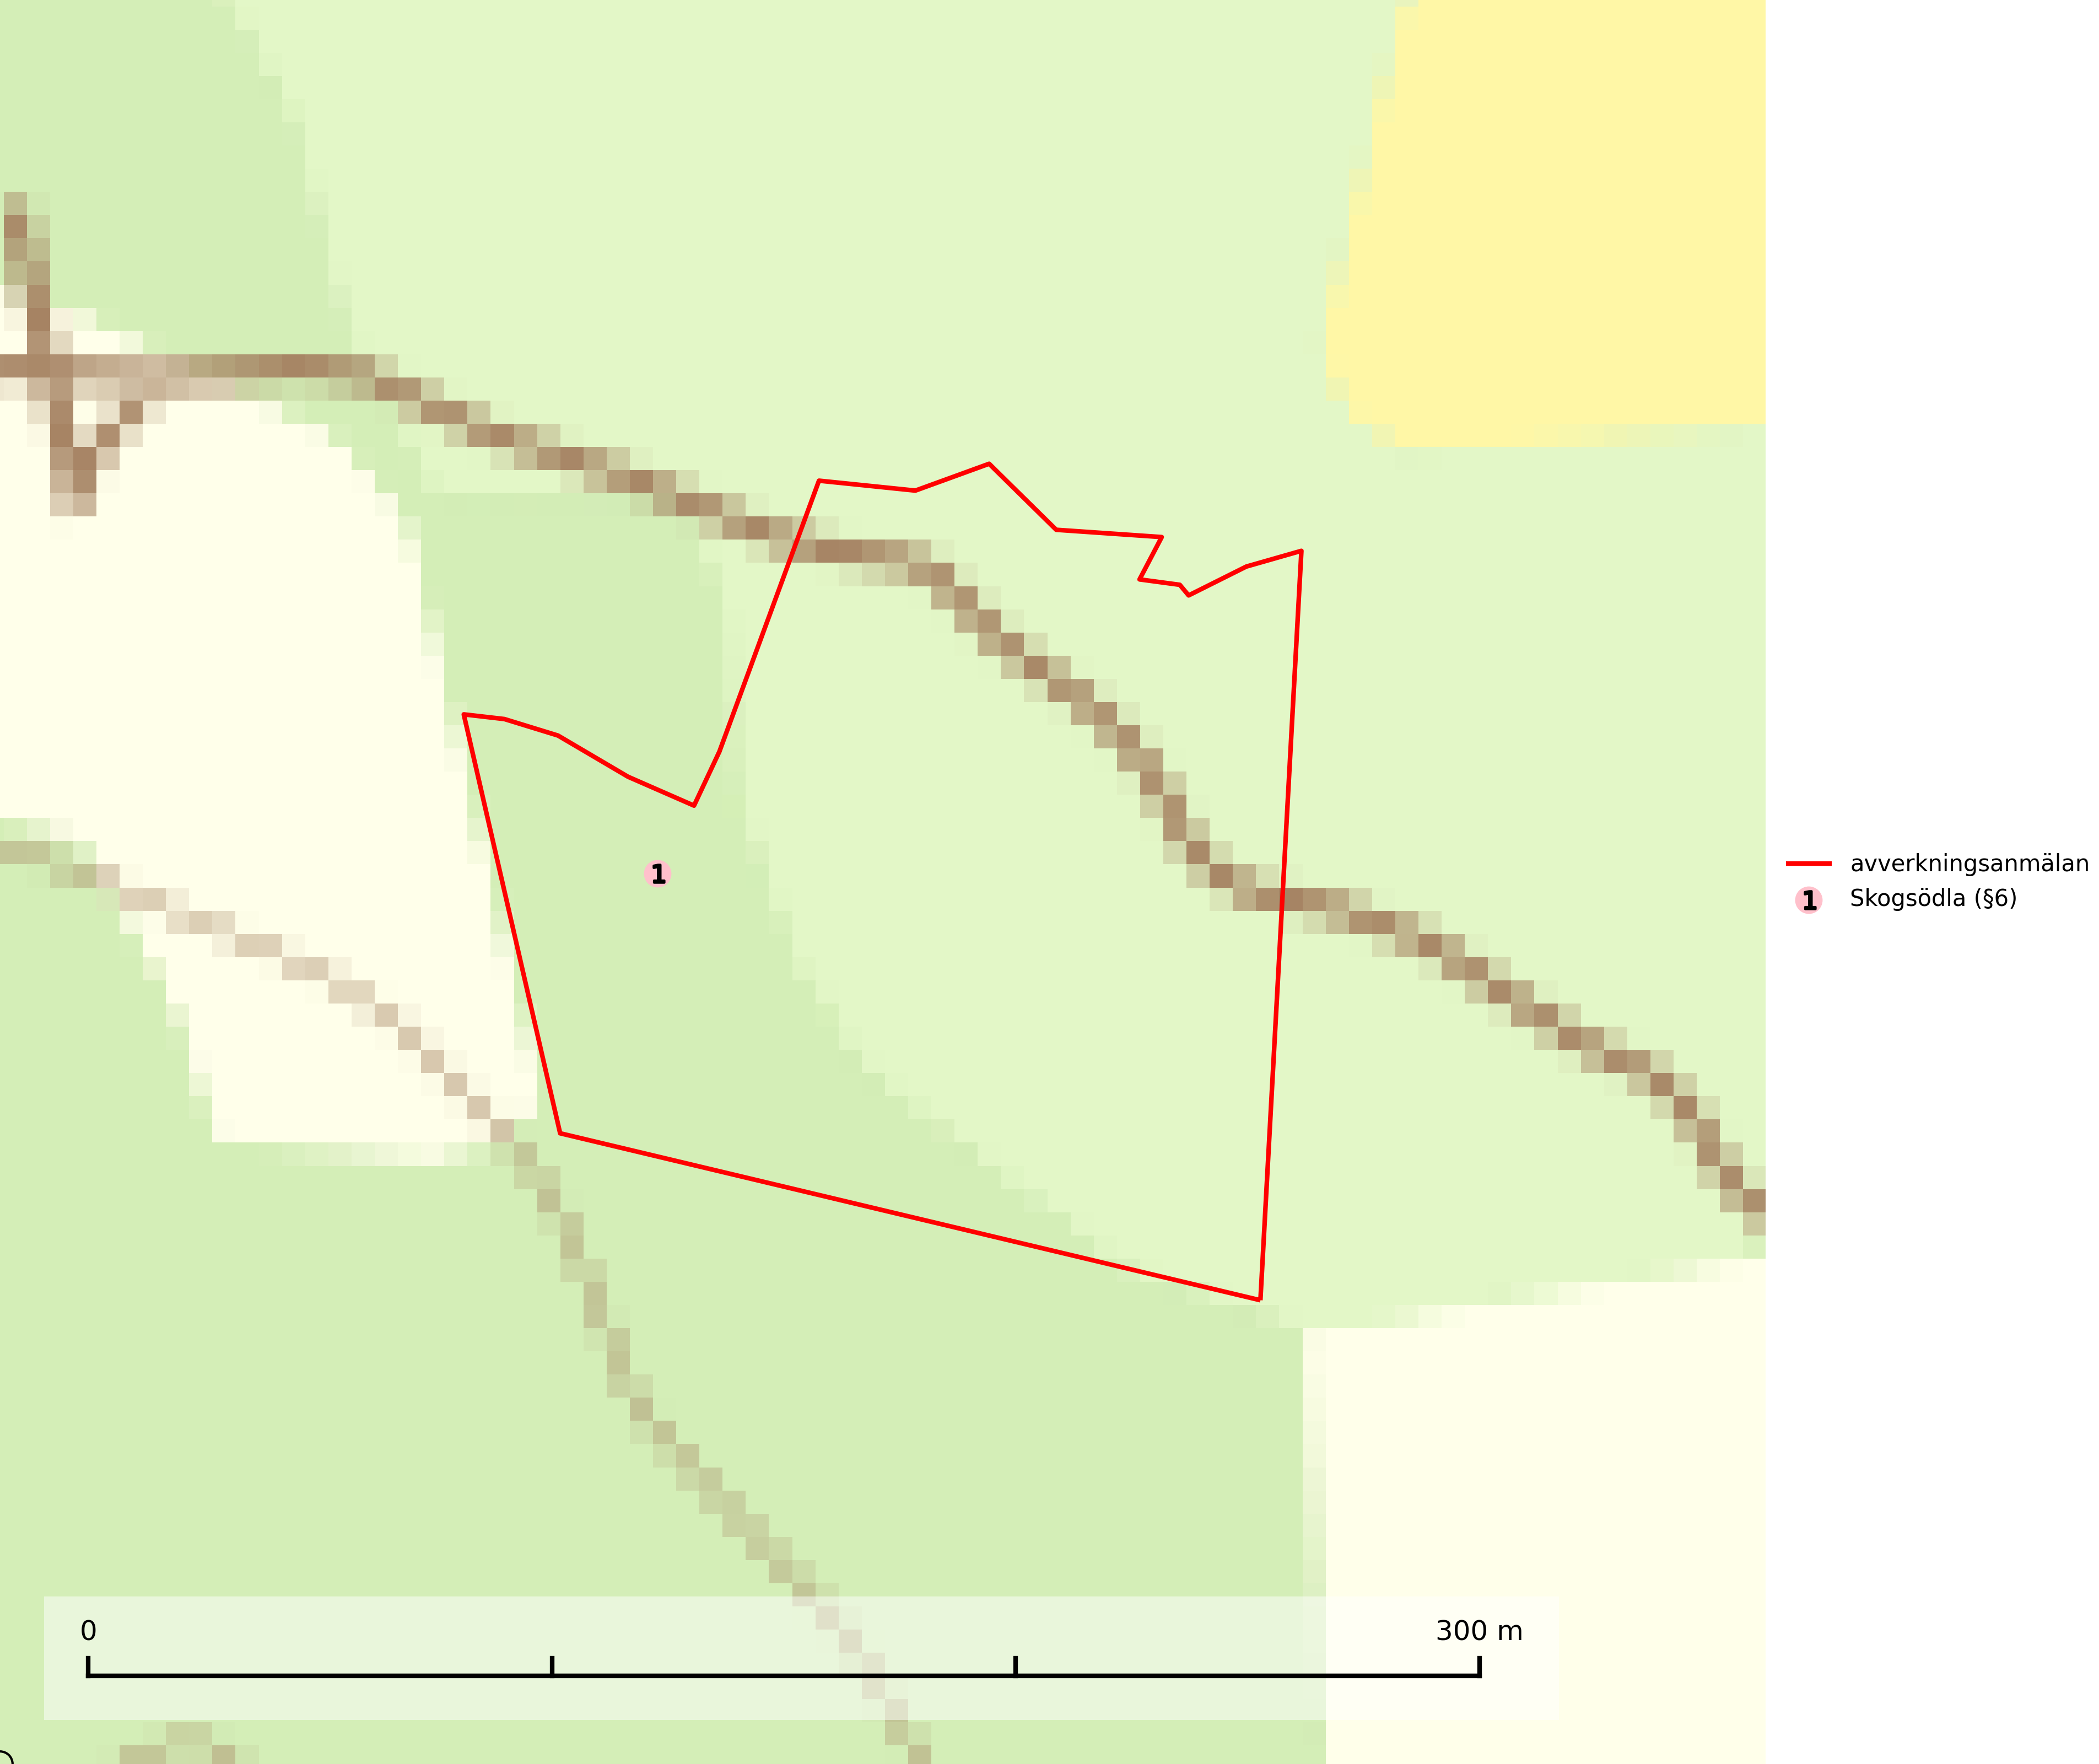 1
avverkningsanmälan
1 Skogsödla (§6)
0 300 m